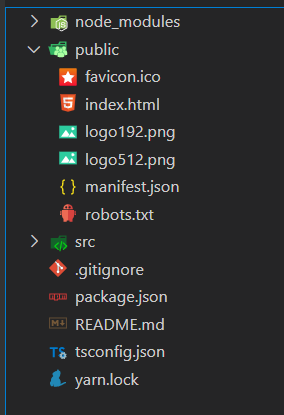 node_modules
public
favicon.ico
index.html
logo192.png
logo512.png
manifest.json
robots.txt
src
.gitignore
package.json
README.md
tsconfig.json
yarn.lock